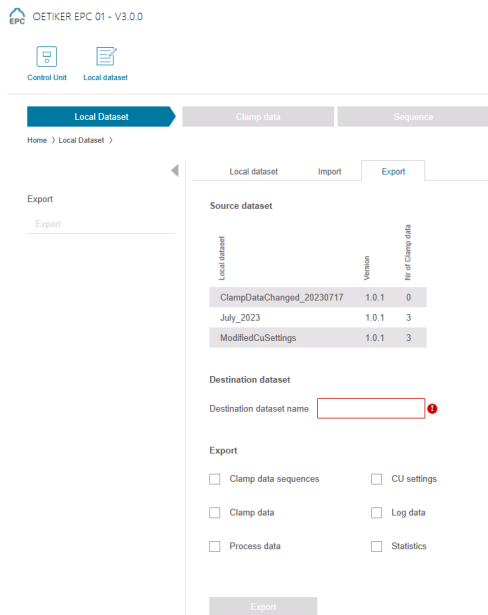 EPC OETIKER EPC 01 - V3.0.0
Control Unit Local dataset
Local Dataset Clamp data Sequence
Home > Local Dataset >
Local dataset Import Export
Export
Export
Source dataset
Local dataset Version Nr of Clamp data
ClampDataChanged_20230717 1.0.1 0
July_2023 1.0.1 3
ModifiedCuSettings 1.0.1 3
Destination dataset
Destination dataset name !
Export
Clamp data sequences CU settings
Clamp data Log data
Process data Statistics
Export